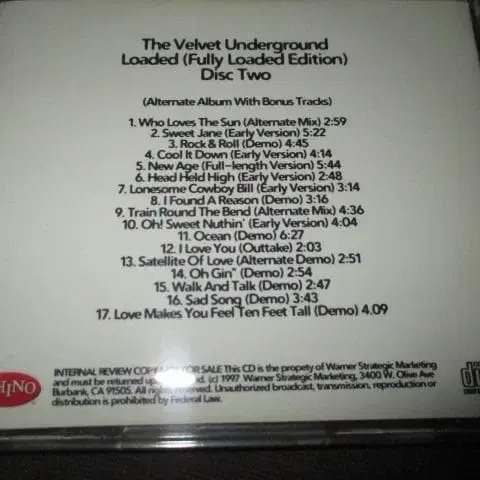 The Velvet Underground
Loaded (Fully Loaded Edition)
Disc Two
(Alternate Album With Bonus Tracks)
1. Who Loves The Sun (Alternate Mix) 2:59
2. Sweet Jane (Early Version) 5:22
3. Rock & Roll (Demo) 4:45
4. Cool It Down (Early Version) 4:14
5. New Age (Full-length Version) 5:44
6. Head Held High (Early Version) 2:48
7. Lonesome Cowboy Bill (Early Version) 3:14
8. I Found A Reason (Demo) 3:16
9. Train Round The Bend (Alternate Mix) 4:36
10. Oh! Sweet Nuthin' (Early Version) 4:04
11. Ocean (Demo) 6:27
12. I Love You (Outtake) 2:03
13. Satellite Of Love (Alternate Demo) 2:51
14. Oh Gin" (Demo) 2:54
15. Walk And Talk (Demo) 2:47
16. Sad Song (Demo) 3:43
17. Love Makes You Feel Ten Feet Tall (Demo) 4.09
INTERNAL REVIEW COPY FOR SALE This CD is the propety of Warner Strategic Marketing
and must be returned (c) 1997 Warner Strategic Marketing, 3400 W. Olive Ave
Burbank, CA 91505. All rights reserved. Unauthorized broadcast, transmission, reproduction or
distribution is prohibited by Federal Law.
HINO